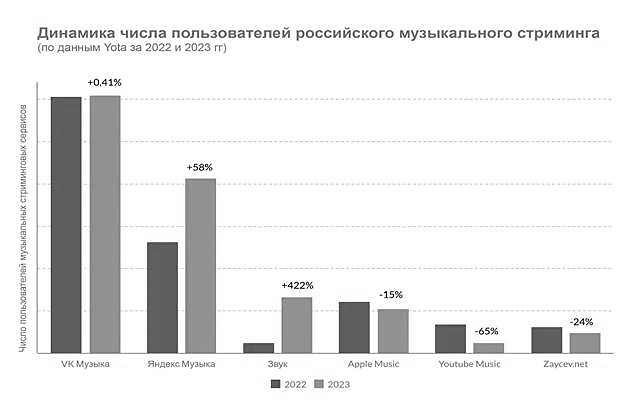 Динамика числа пользователей российского музыкального стриминга
(по данным Yota за 2022 и 2023 гг)
Число пользователей музыкальных стриминговых сервисов
+0,41%
+58%
+422%
-15%
-65%
-24%
VK Музыка
Яндекс Музыка
Звук
Apple Music
Youtube Music
Zaycev.net
2022
2023